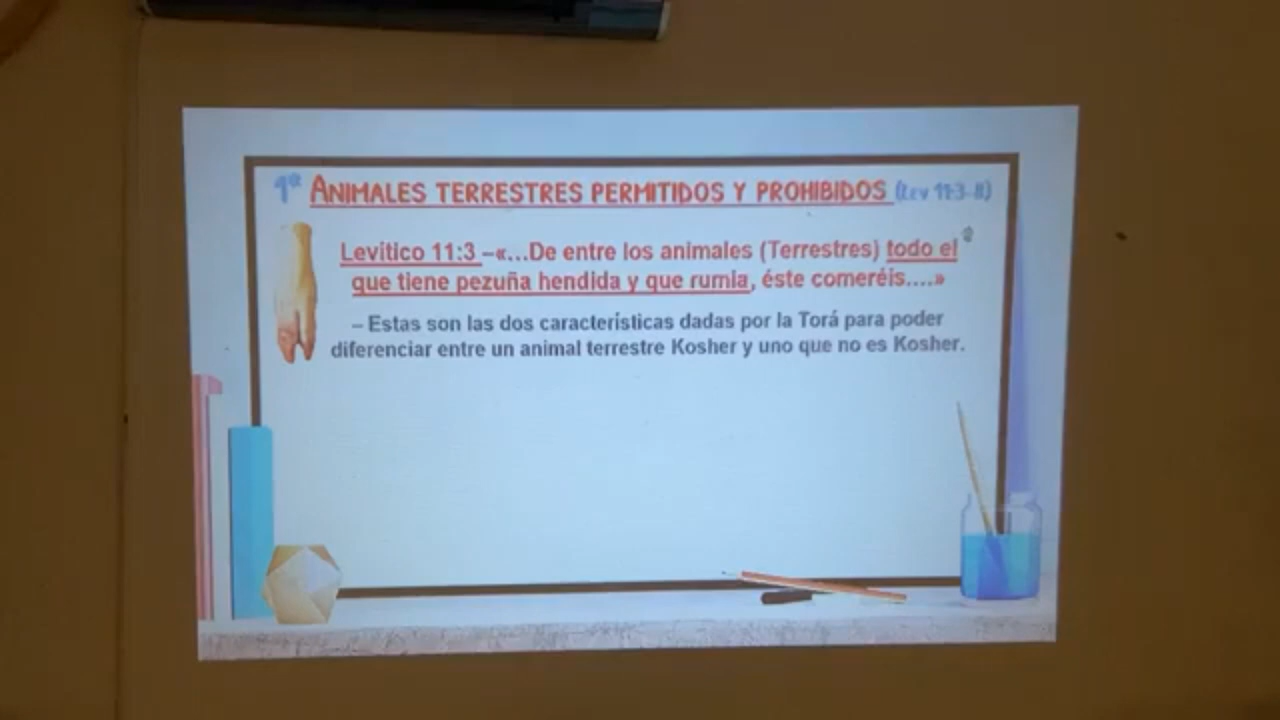 1ª ANIMALES TERRESTRES PERMITIDOS Y PROHIBIDOS (Lev 11:3-8)
Levítico 11:3 –«...De entre los animales (Terrestres) todo el
que tiene pezuña hendida y que rumia, éste comeréis....»
– Estas son las dos características dadas por la Torá para poder
diferenciar entre un animal terrestre Kosher y uno que no es Kosher.